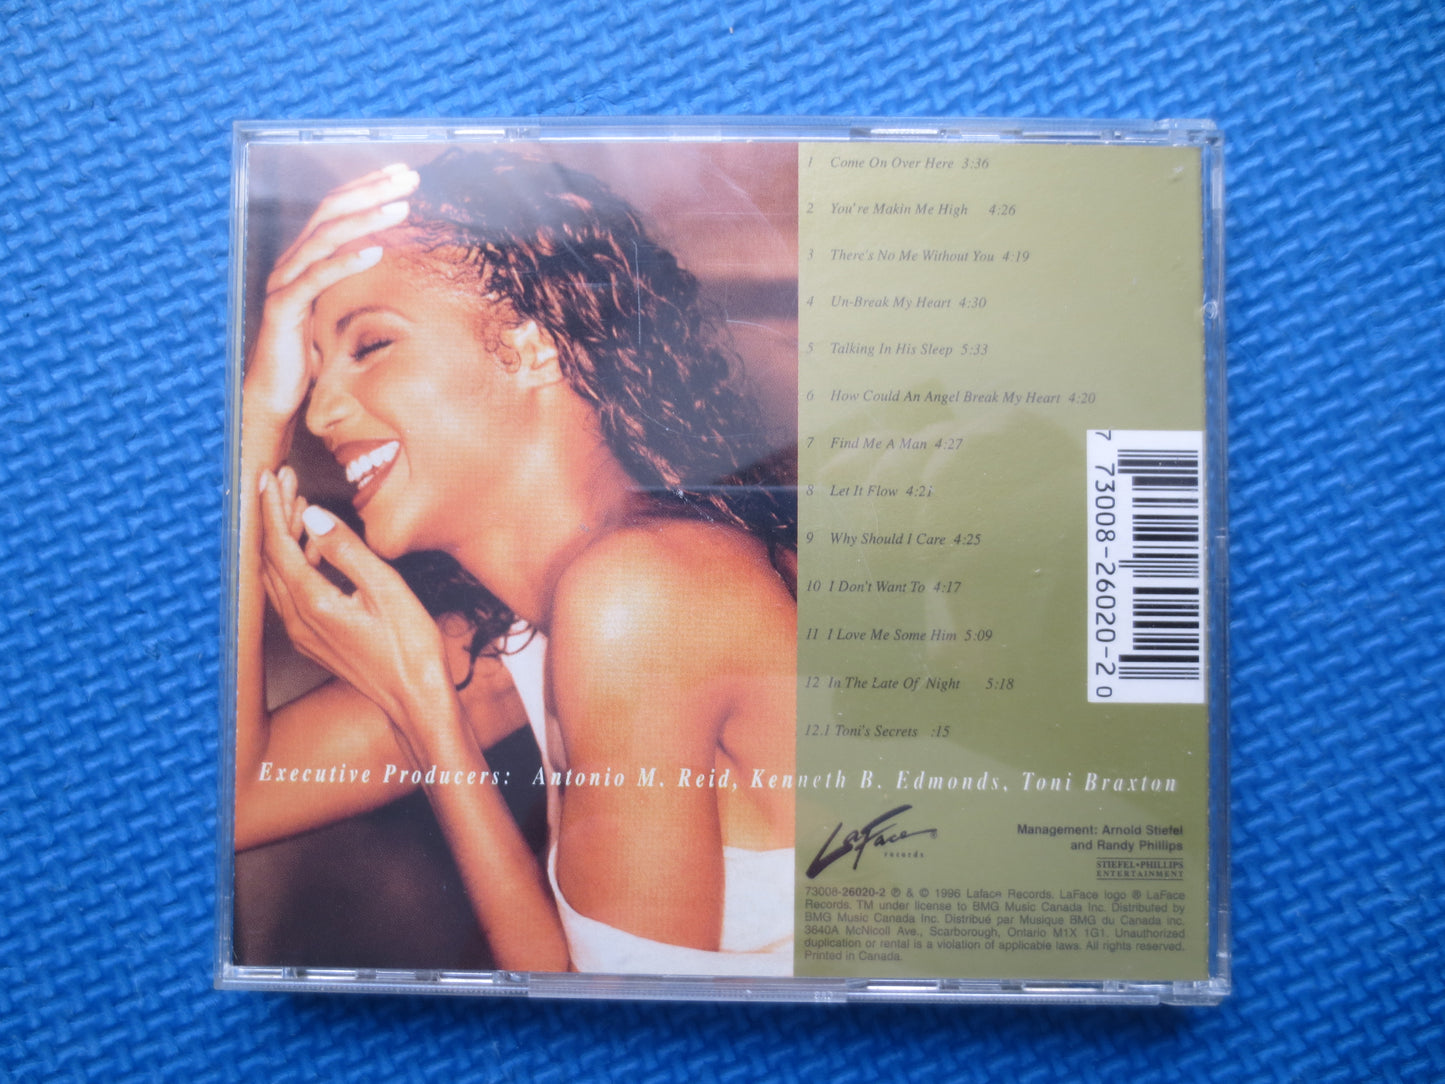 1 Come On Over Here 3:36
2 You're Makin Me High 4:26
3 There's No Me Without You 4:19
4 Un-Break My Heart 4:30
5 Talking In His Sleep 5:33
6 How Could An Angel Break My Heart 4:20
7 Find Me A Man 4:27
8 Let It Flow 4:21
9 Why Should I Care 4:25
10 I Don't Want To 4:17
11 I Love Me Some Him 5:09
12 In The Late Of Night 5:18
12.1 Toni's Secrets :15
7 73008-26020-2 0
Executive Producers: Antonio M. Reid, Kenneth B. Edmonds, Toni Braxton
LaFace®
records
Management: Arnold Stiefel
and Randy Phillips
STIEFEL•PHILLIPS
ENTERTAINMENT
73008-26020-2 ℗ & © 1996 Laface Records. LaFace logo ® LaFace
Records. TM under license to BMG Music Canada Inc. Distributed by
BMG Music Canada Inc. Distribué par Musique BMG du Canada inc.
3640A McNicoll Ave., Scarborough, Ontario M1X 1G1. Unauthorized
duplication or rental is a violation of applicable laws. All rights reserved.
Printed in Canada.